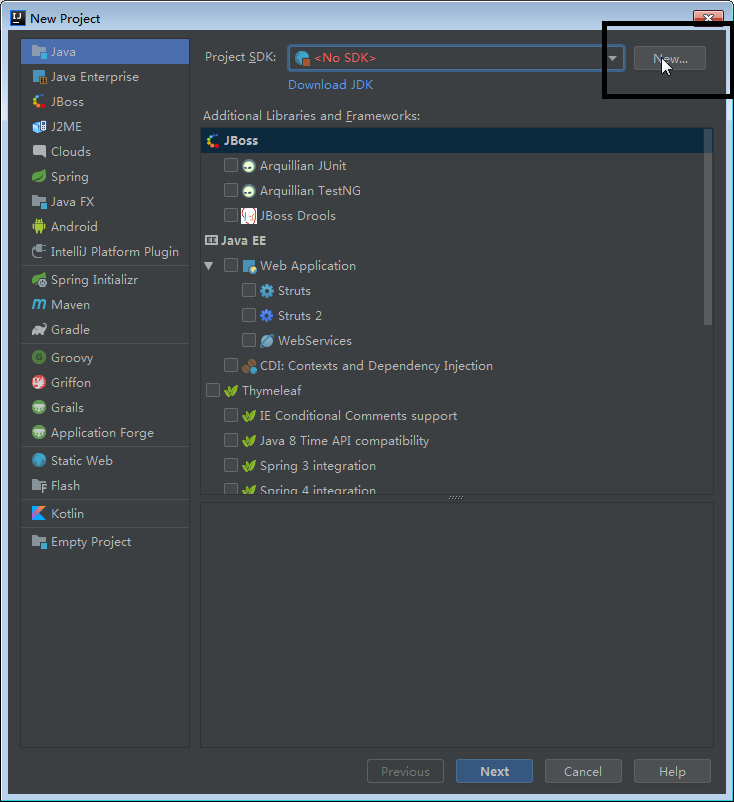 New Project
Java
Java Enterprise
JBoss
J2ME
Clouds
Spring
Java FX
Android
IntelliJ Platform Plugin
Spring Initializr
Maven
Gradle
Groovy
Griffon
Grails
Application Forge
Static Web
Flash
Kotlin
Empty Project
Project SDK: <No SDK> New...
Download JDK
Additional Libraries and Frameworks:
JBoss
Arquillian JUnit
Arquillian TestNG
JBoss Drools
Java EE
Web Application
Struts
Struts 2
WebServices
CDI: Contexts and Dependency Injection
Thymeleaf
IE Conditional Comments support
Java 8 Time API compatibility
Spring 3 integration
Spring 4 integration
Previous Next Cancel Help